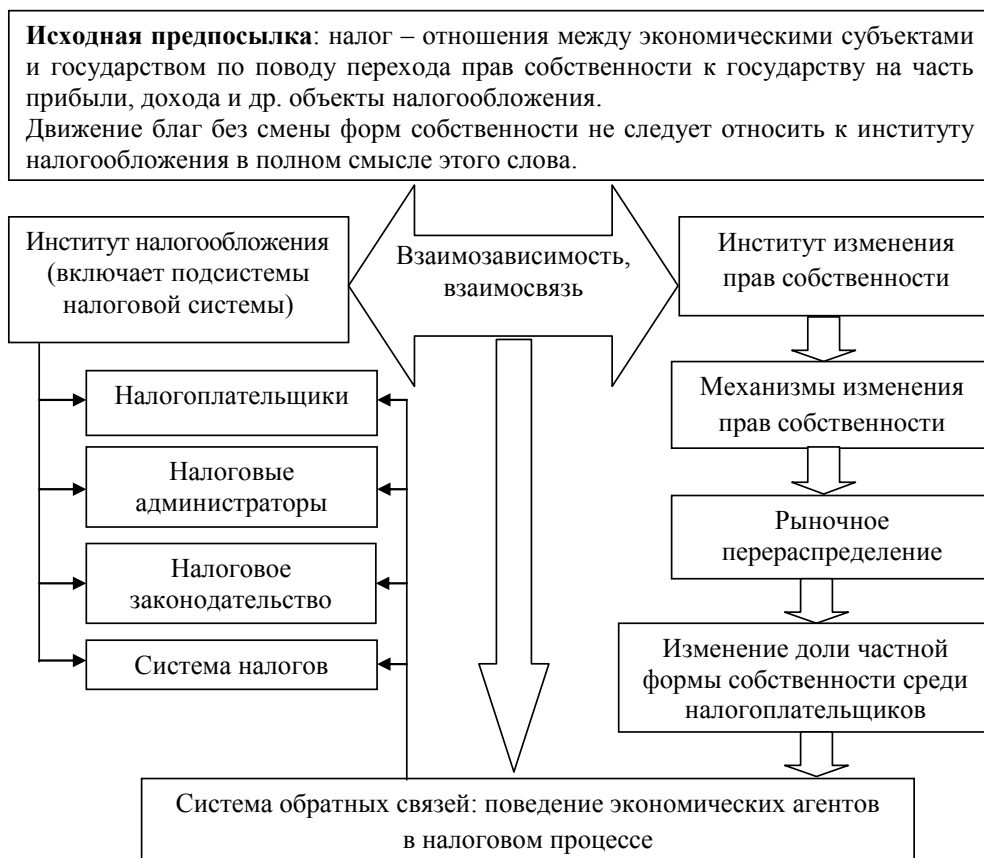 Исходная предпосылка: налог – отношения между экономическими субъектами
и государством по поводу перехода прав собственности к государству на часть
прибыли, дохода и др. объекты налогообложения.
Движение благ без смены форм собственности не следует относить к институту
налогообложения в полном смысле этого слова.
Институт налогообложения
(включает подсистемы
налоговой системы)
Взаимозависимость,
взаимосвязь
Институт изменения
прав собственности
Налогоплательщики
Налоговые
администраторы
Налоговое
законодательство
Система налогов
Механизмы изменения
прав собственности
Рыночное
перераспределение
Изменение доли частной
формы собственности среди
налогоплательщиков
Система обратных связей: поведение экономических агентов
в налоговом процессе